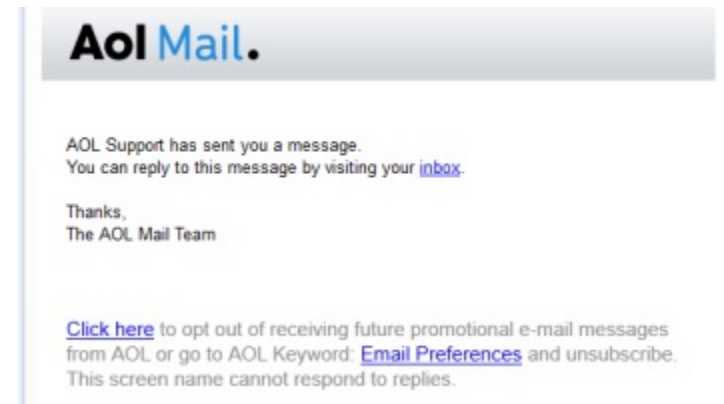 Aol Mail.
AOL Support has sent you a message.
You can reply to this message by visiting your inbox.
Thanks,
The AOL Mail Team
Click here to opt out of receiving future promotional e-mail messages
from AOL or go to AOL Keyword: Email Preferences and unsubscribe.
This screen name cannot respond to replies.